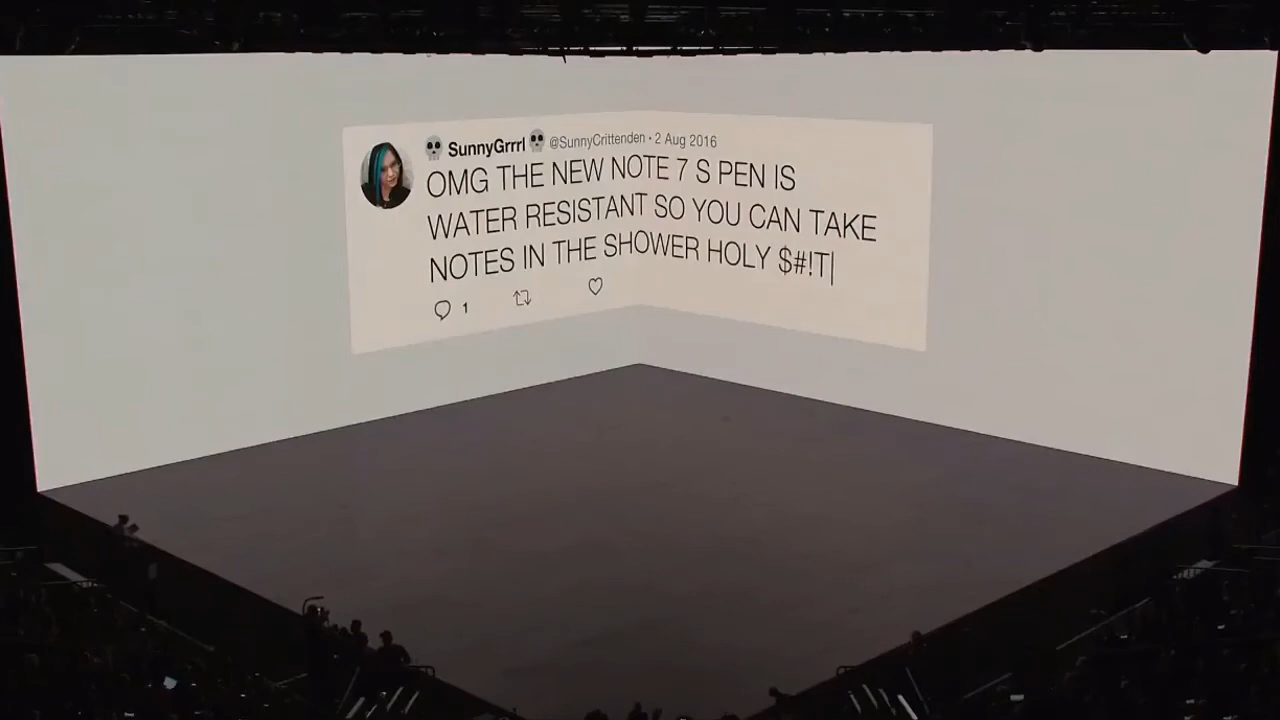 💀 SunnyGrrrl 💀 @SunnyCrittenden · 2 Aug 2016
OMG THE NEW NOTE 7 S PEN IS
WATER RESISTANT SO YOU CAN TAKE
NOTES IN THE SHOWER HOLY $#!T|
1